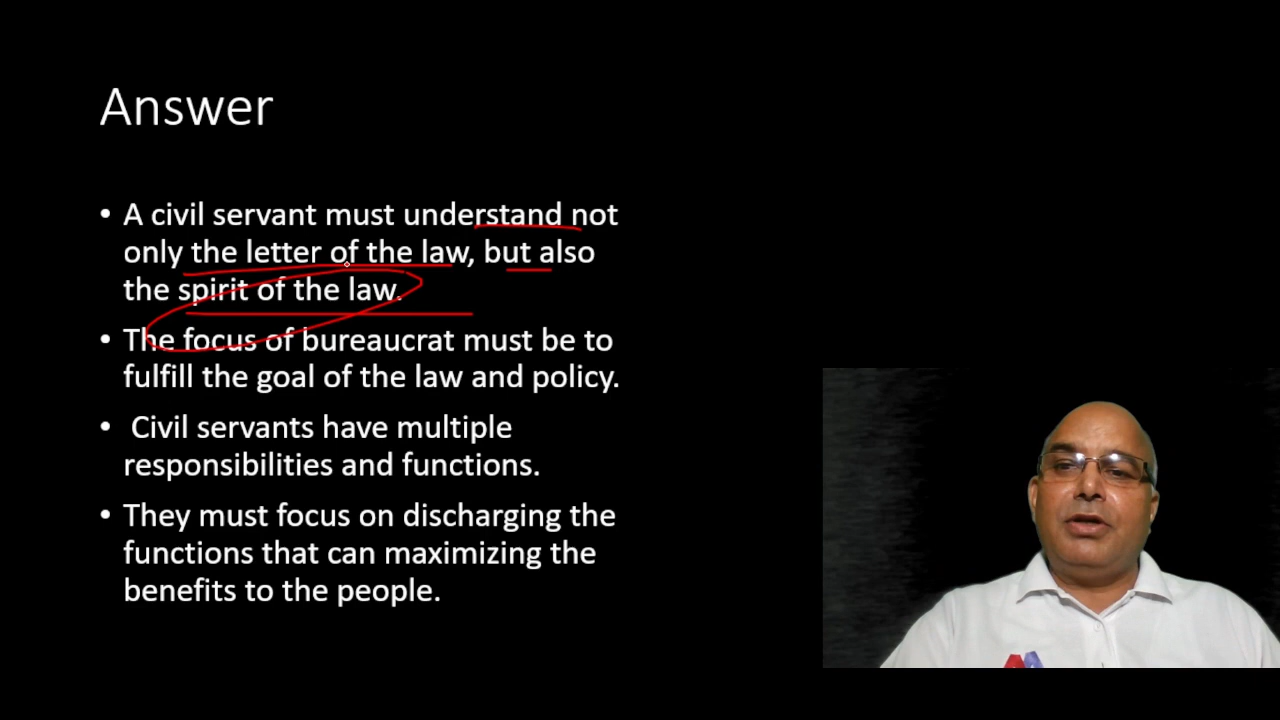 Answer
• A civil servant must understand not
only the letter of the law, but also
the spirit of the law.
• The focus of bureaucrat must be to
fulfill the goal of the law and policy.
• Civil servants have multiple
responsibilities and functions.
• They must focus on discharging the
functions that can maximizing the
benefits to the people.